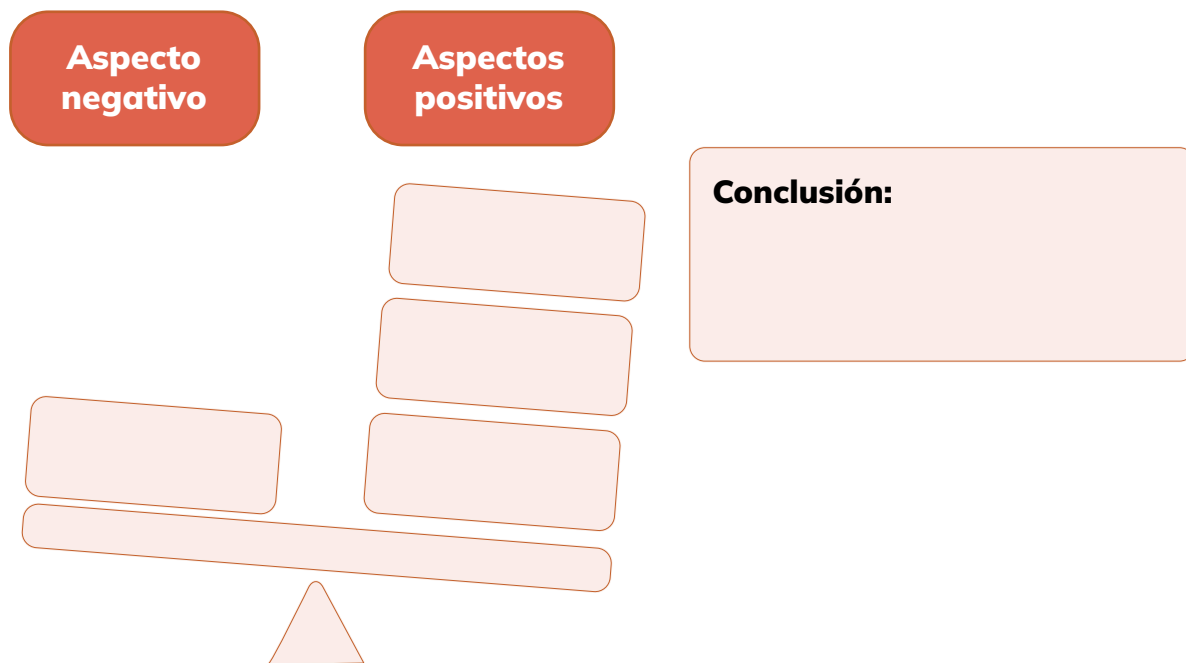 Aspecto
negativo
Aspectos
positivos
Conclusión: